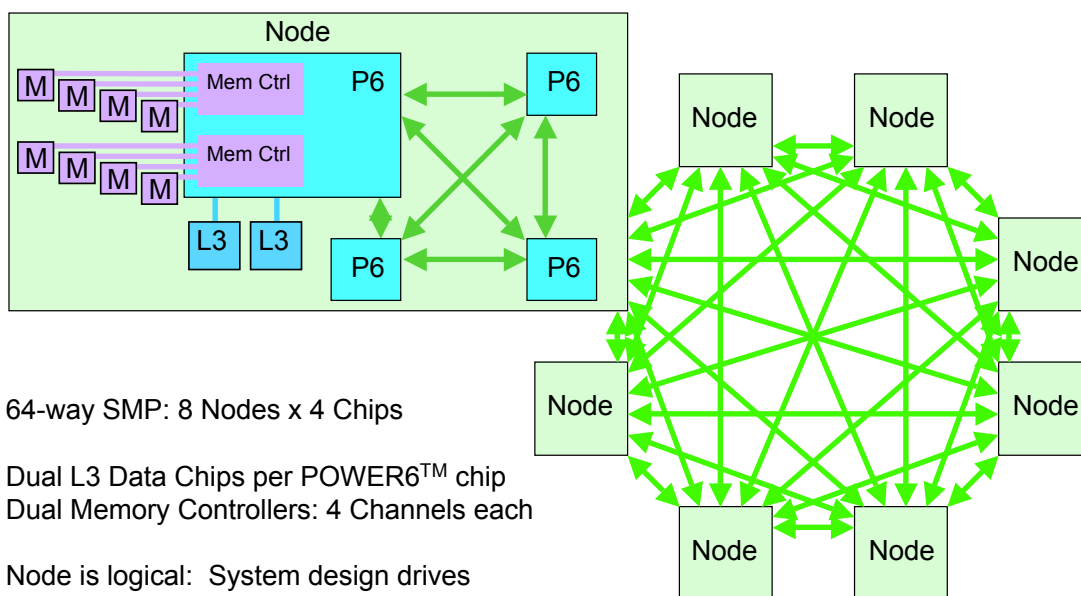 Node
M
M
M
M
Mem Ctrl
P6
P6
M
M
M
M
Mem Ctrl
L3
L3
P6
P6
Node
Node
Node
Node
Node
Node
Node
64-way SMP: 8 Nodes x 4 Chips
Dual L3 Data Chips per POWER6TM chip
Dual Memory Controllers: 4 Channels each
Node is logical: System design drives